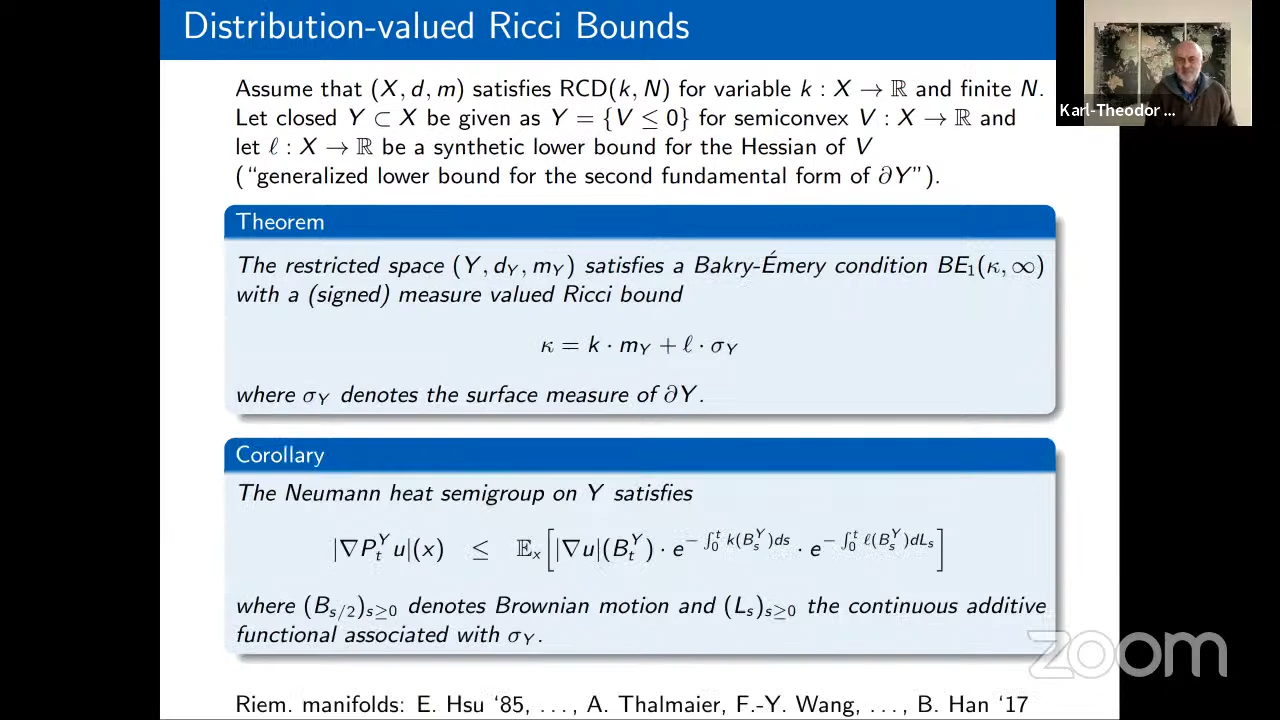 Distribution-valued Ricci Bounds
Karl-Theodor ...
Assume that (X, d, m) satisfies RCD(k, N) for variable k : X → ℝ and finite N.
Let closed Y ⊂ X be given as Y = {V ≤ 0} for semiconvex V : X → ℝ and
let ℓ : X → ℝ be a synthetic lower bound for the Hessian of V
(“generalized lower bound for the second fundamental form of ∂Y”).
Theorem
The restricted space (Y, d_Y, m_Y) satisfies a Bakry-Émery condition BE₁(κ, ∞)
with a (signed) measure valued Ricci bound
κ = k · m_Y + ℓ · σ_Y
where σ_Y denotes the surface measure of ∂Y.
Corollary
The Neumann heat semigroup on Y satisfies
|∇P_t^Y u|(x) ≤ 𝔼_x[|∇u|(B_t^Y) · e^{−∫_0^t k(B_s^Y)ds} · e^{−∫_0^t ℓ(B_s^Y)dL_s}]
where (B_{s/2})_{s≥0} denotes Brownian motion and (L_s)_{s≥0} the continuous additive
functional associated with σ_Y.
zoom
Riem. manifolds: E. Hsu ‘85, ..., A. Thalmaier, F.-Y. Wang, ..., B. Han ‘17